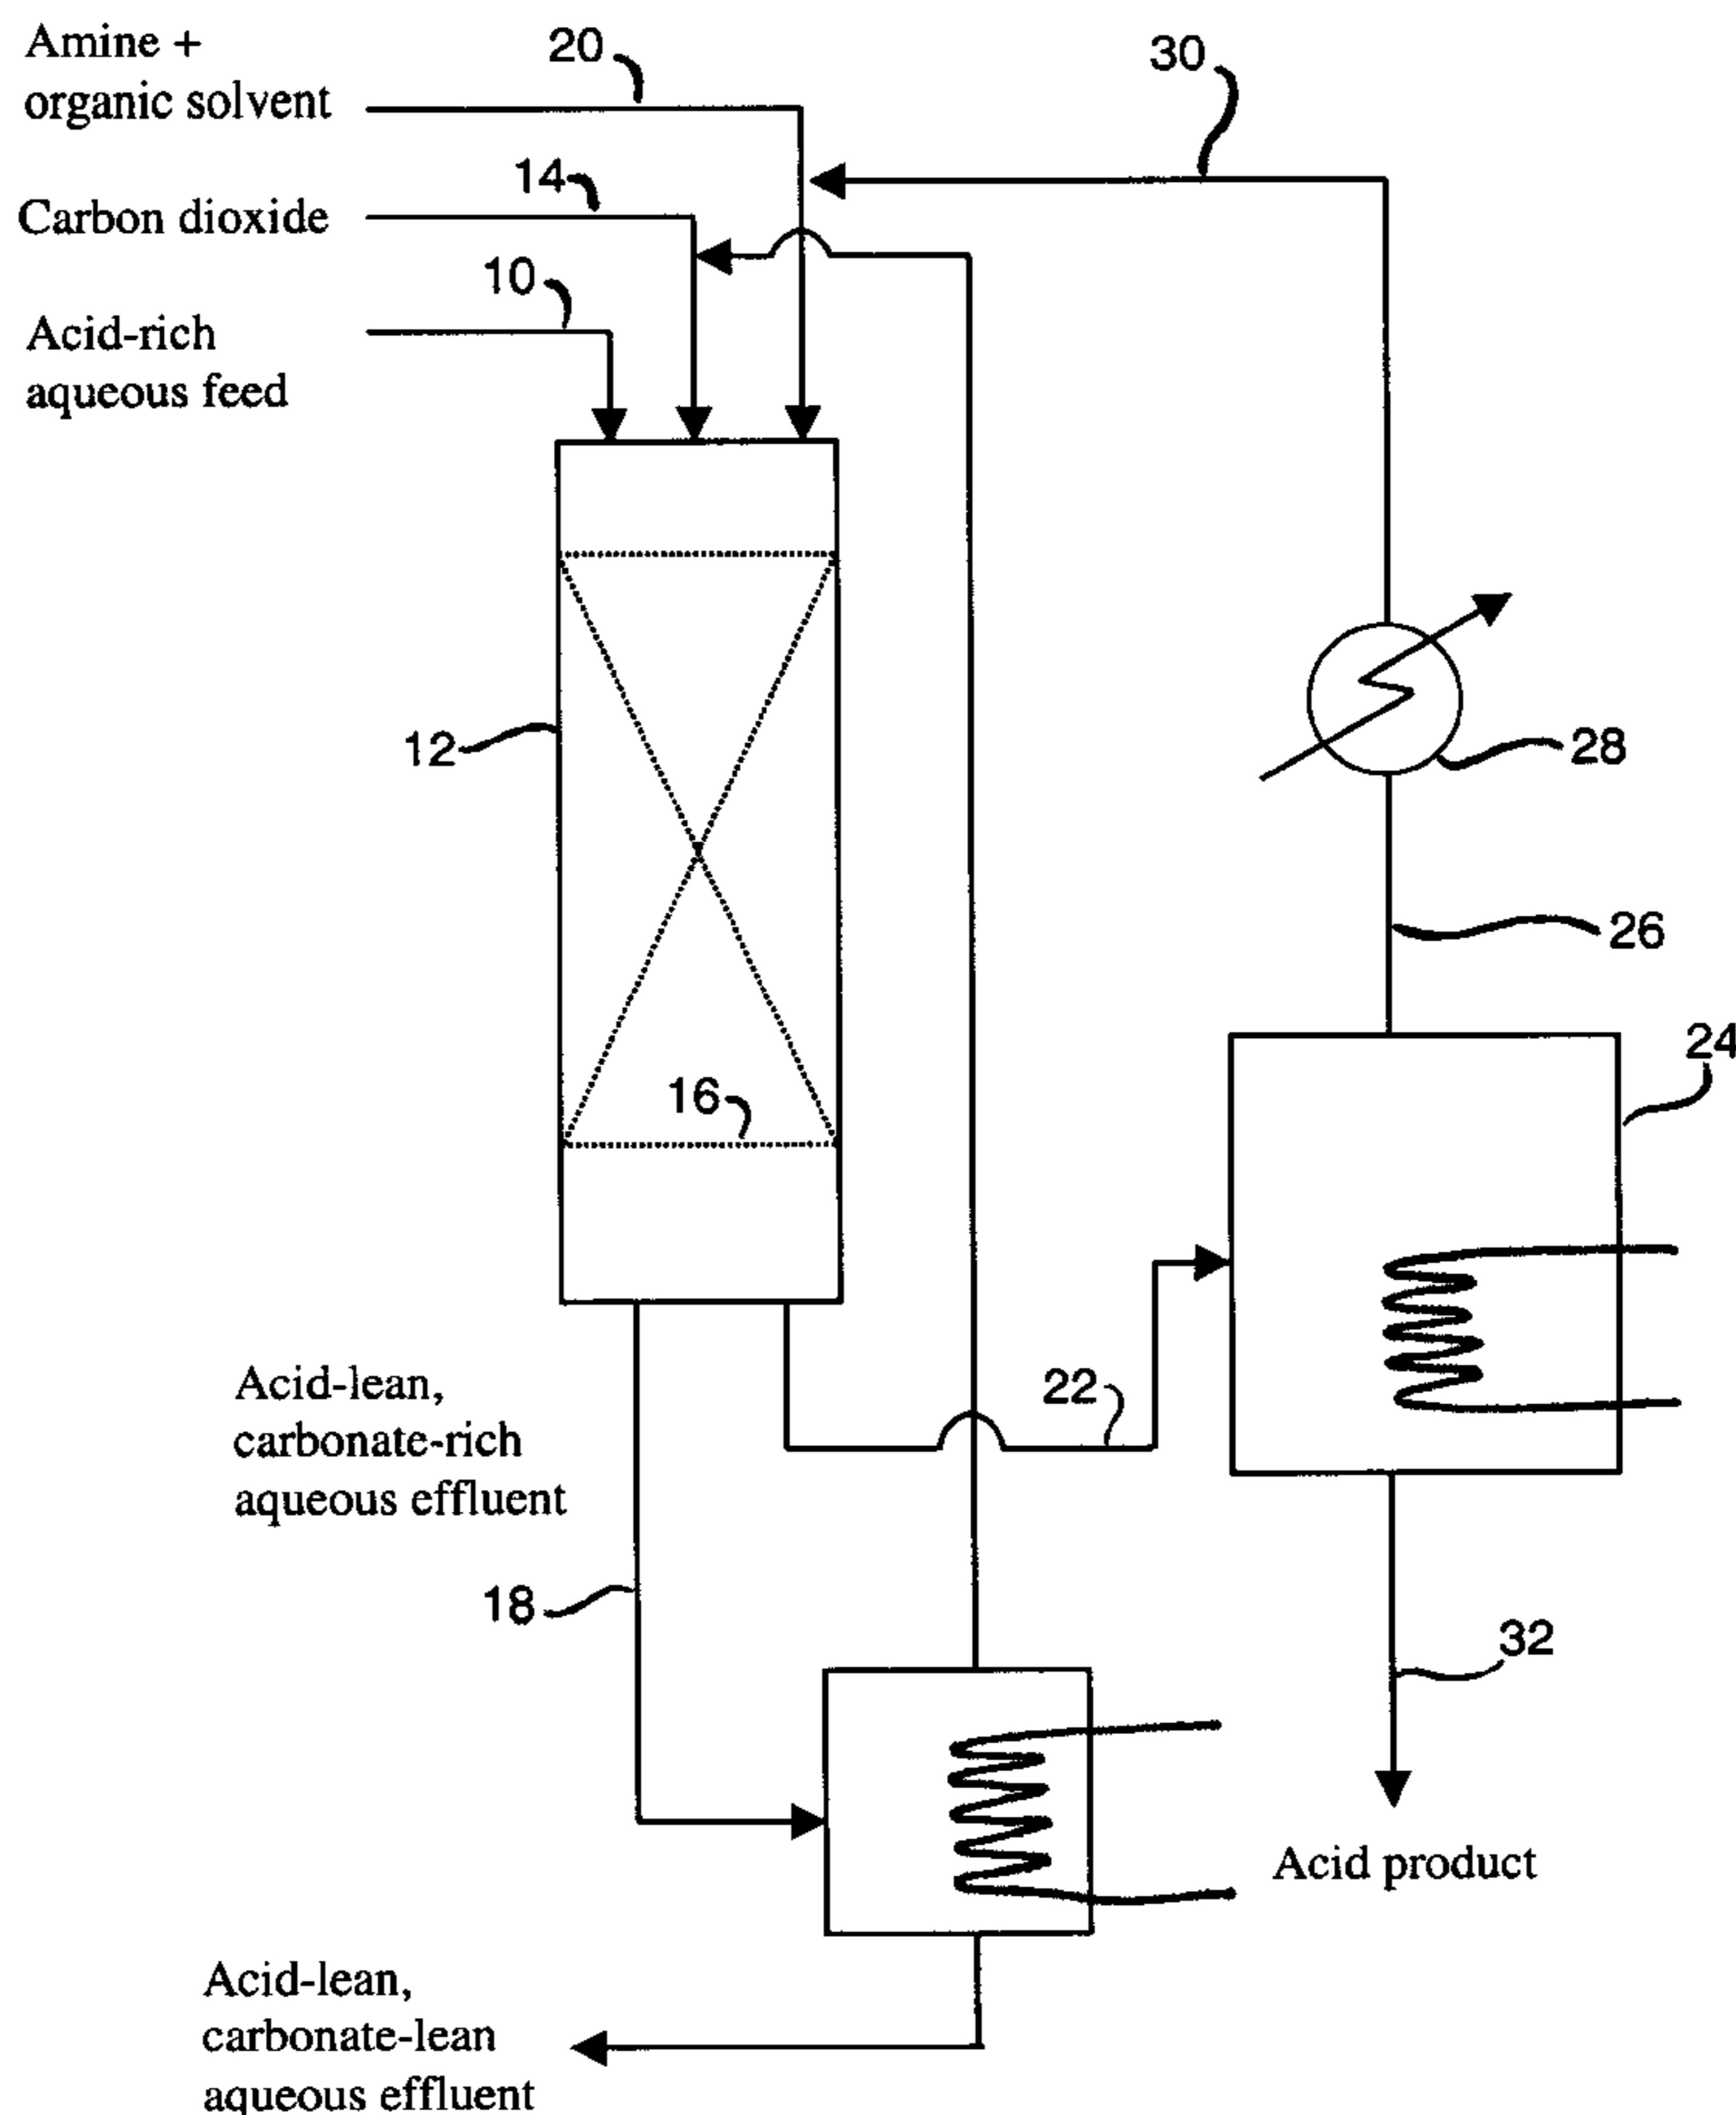 Amine +
organic solvent
20
30
14
Carbon dioxide
10
Acid-rich
aqueous feed
12
28
26
24
16
Acid-lean,
carbonate-rich
aqueous effluent
22
18
32
Acid product
Acid-lean,
carbonate-lean
aqueous effluent